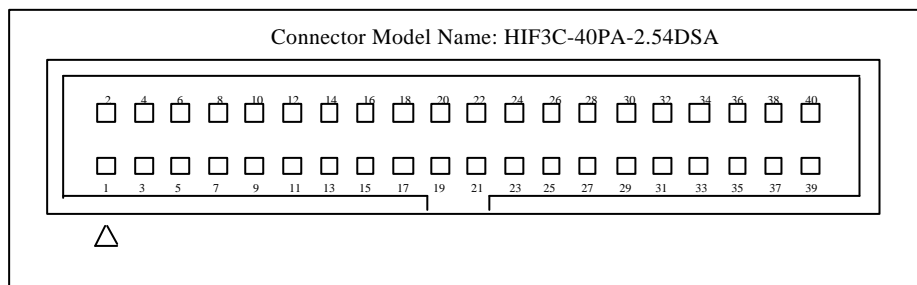 Connector Model Name: HIF3C-40PA-2.54DSA
2 4 6 8 10 12 14 16 18 20 22 24 26 28 30 32 34 36 38 40
1 3 5 7 9 11 13 15 17 19 21 23 25 27 29 31 33 35 37 39